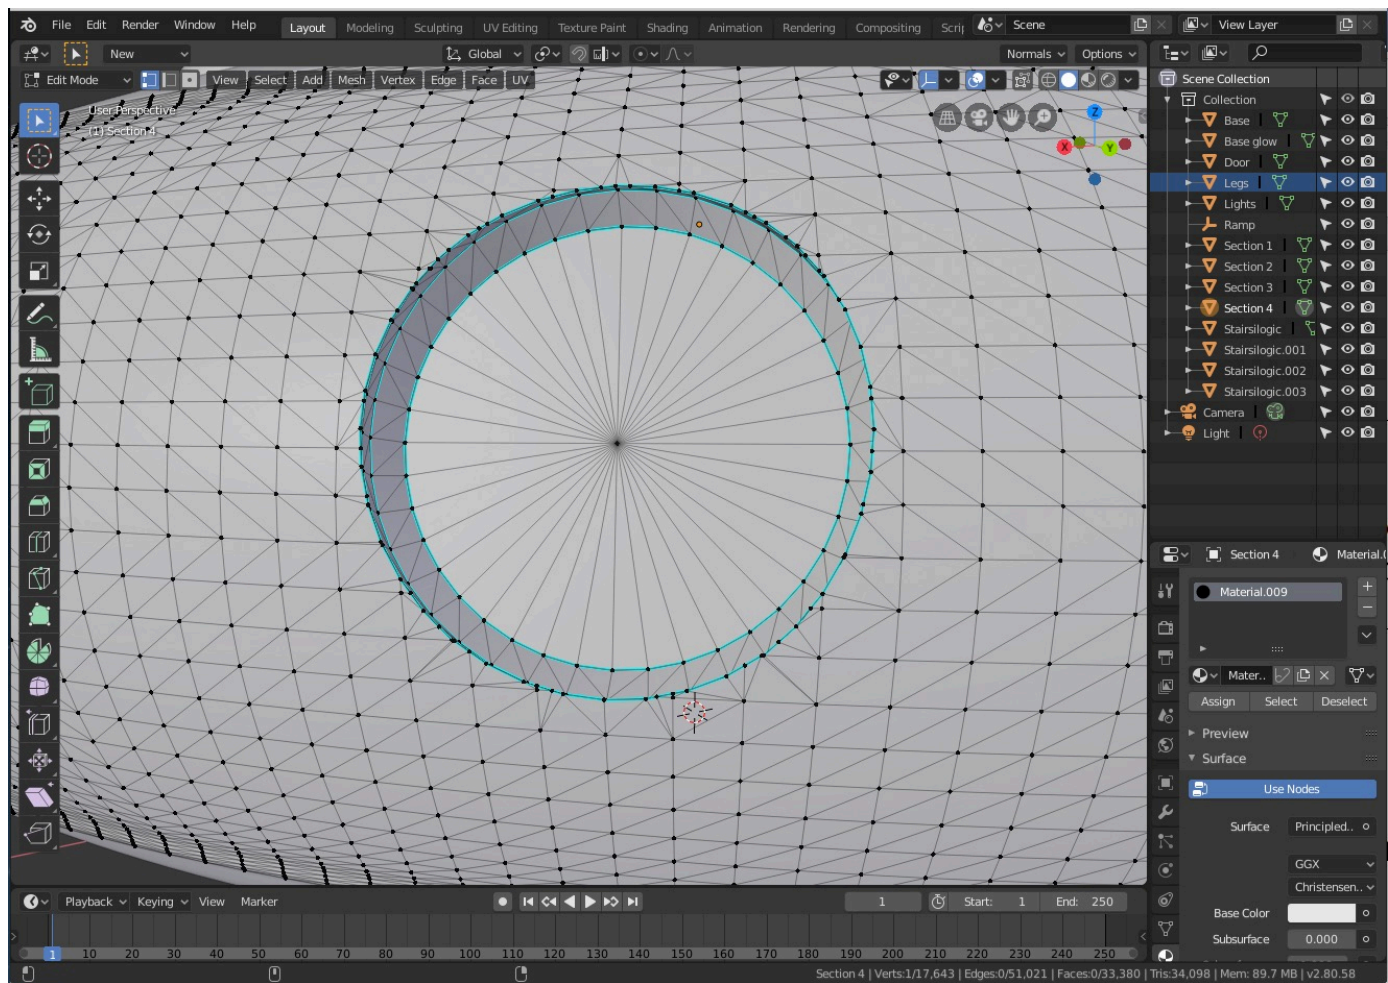 File Edit Render Window Help Layout Modeling Sculpting UV Editing Texture Paint Shading Animation Rendering Compositing Scrip Scene View Layer
New Global Normals Options
Edit Mode View Select Add Mesh Vertex Edge Face UV
User Perspective
(1) Section 4
Z
X
Y
Scene Collection
Collection
Base
Base glow
Door
Legs
Lights
Ramp
Section 1
Section 2
Section 3
Section 4
Stairsilogic
Stairsilogic.001
Stairsilogic.002
Stairsilogic.003
Camera
Light
Section 4 Material.0
Material.009
Mater..
Assign Select Deselect
Preview
Surface
Use Nodes
Surface Principled..
GGX
Christensen..
Base Color
Subsurface 0.000
Playback Keying View Marker 1 Start: 1 End: 250
1 10 20 30 40 50 60 70 80 90 100 110 120 130 140 150 160 170 180 190 200 210 220 230 240 250
Section 4 | Verts:1/17,643 | Edges:0/51,021 | Faces:0/33,380 | Tris:34,098 | Mem: 89.7 MB | v2.80.58